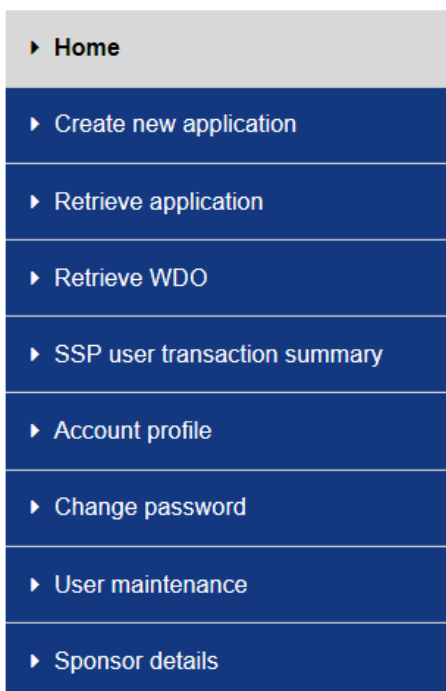 Home
Create new application
Retrieve application
Retrieve WDO
SSP user transaction summary
Account profile
Change password
User maintenance
Sponsor details